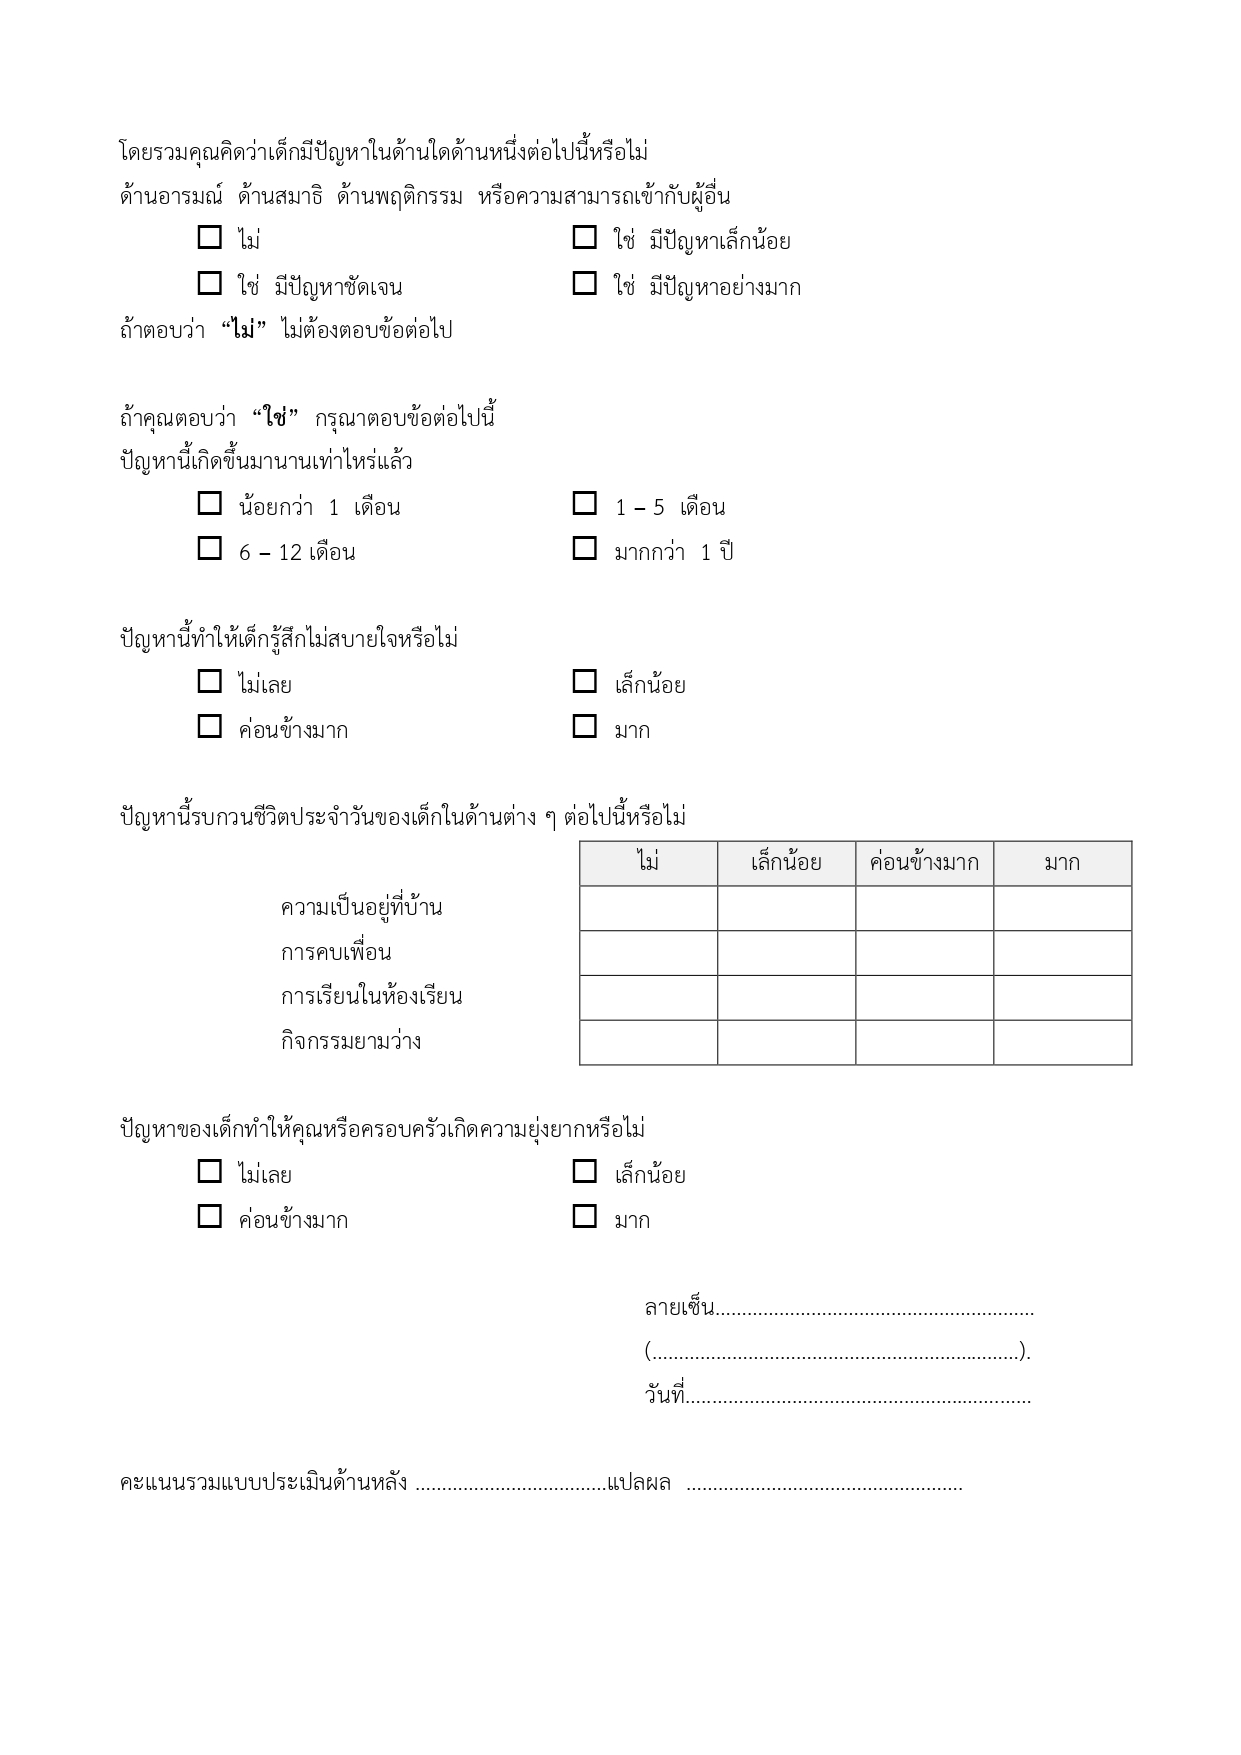 โดยรวมคุณคิดว่าเด็กมีปัญหาในด้านใดด้านหนึ่งต่อไปนี้หรือไม่
ด้านอารมณ์ ด้านสมาธิ ด้านพฤติกรรม หรือความสามารถเข้ากับผู้อื่น
☐ ไม่ ☐ ใช่ มีปัญหาเล็กน้อย
☐ ใช่ มีปัญหาชัดเจน ☐ ใช่ มีปัญหาอย่างมาก
ถ้าตอบว่า “ไม่” ไม่ต้องตอบข้อต่อไป
ถ้าคุณตอบว่า “ใช่” กรุณาตอบข้อต่อไปนี้
ปัญหานี้เกิดขึ้นมานานเท่าไหร่แล้ว
☐ น้อยกว่า 1 เดือน ☐ 1 – 5 เดือน
☐ 6 – 12 เดือน ☐ มากกว่า 1 ปี
ปัญหานี้ทำให้เด็กรู้สึกไม่สบายใจหรือไม่
☐ ไม่เลย ☐ เล็กน้อย
☐ ค่อนข้างมาก ☐ มาก
ปัญหานี้รบกวนชีวิตประจำวันของเด็กในด้านต่าง ๆ ต่อไปนี้หรือไม่
ไม่ เล็กน้อย ค่อนข้างมาก มาก
ความเป็นอยู่ที่บ้าน
การคบเพื่อน
การเรียนในห้องเรียน
กิจกรรมยามว่าง
ปัญหาของเด็กทำให้คุณหรือครอบครัวเกิดความยุ่งยากหรือไม่
☐ ไม่เลย ☐ เล็กน้อย
☐ ค่อนข้างมาก ☐ มาก
ลายเซ็น............................................................
(.....................................................................).
วันที่.................................................................
คะแนนรวมแบบประเมินด้านหลัง ....................................แปลผล ....................................................